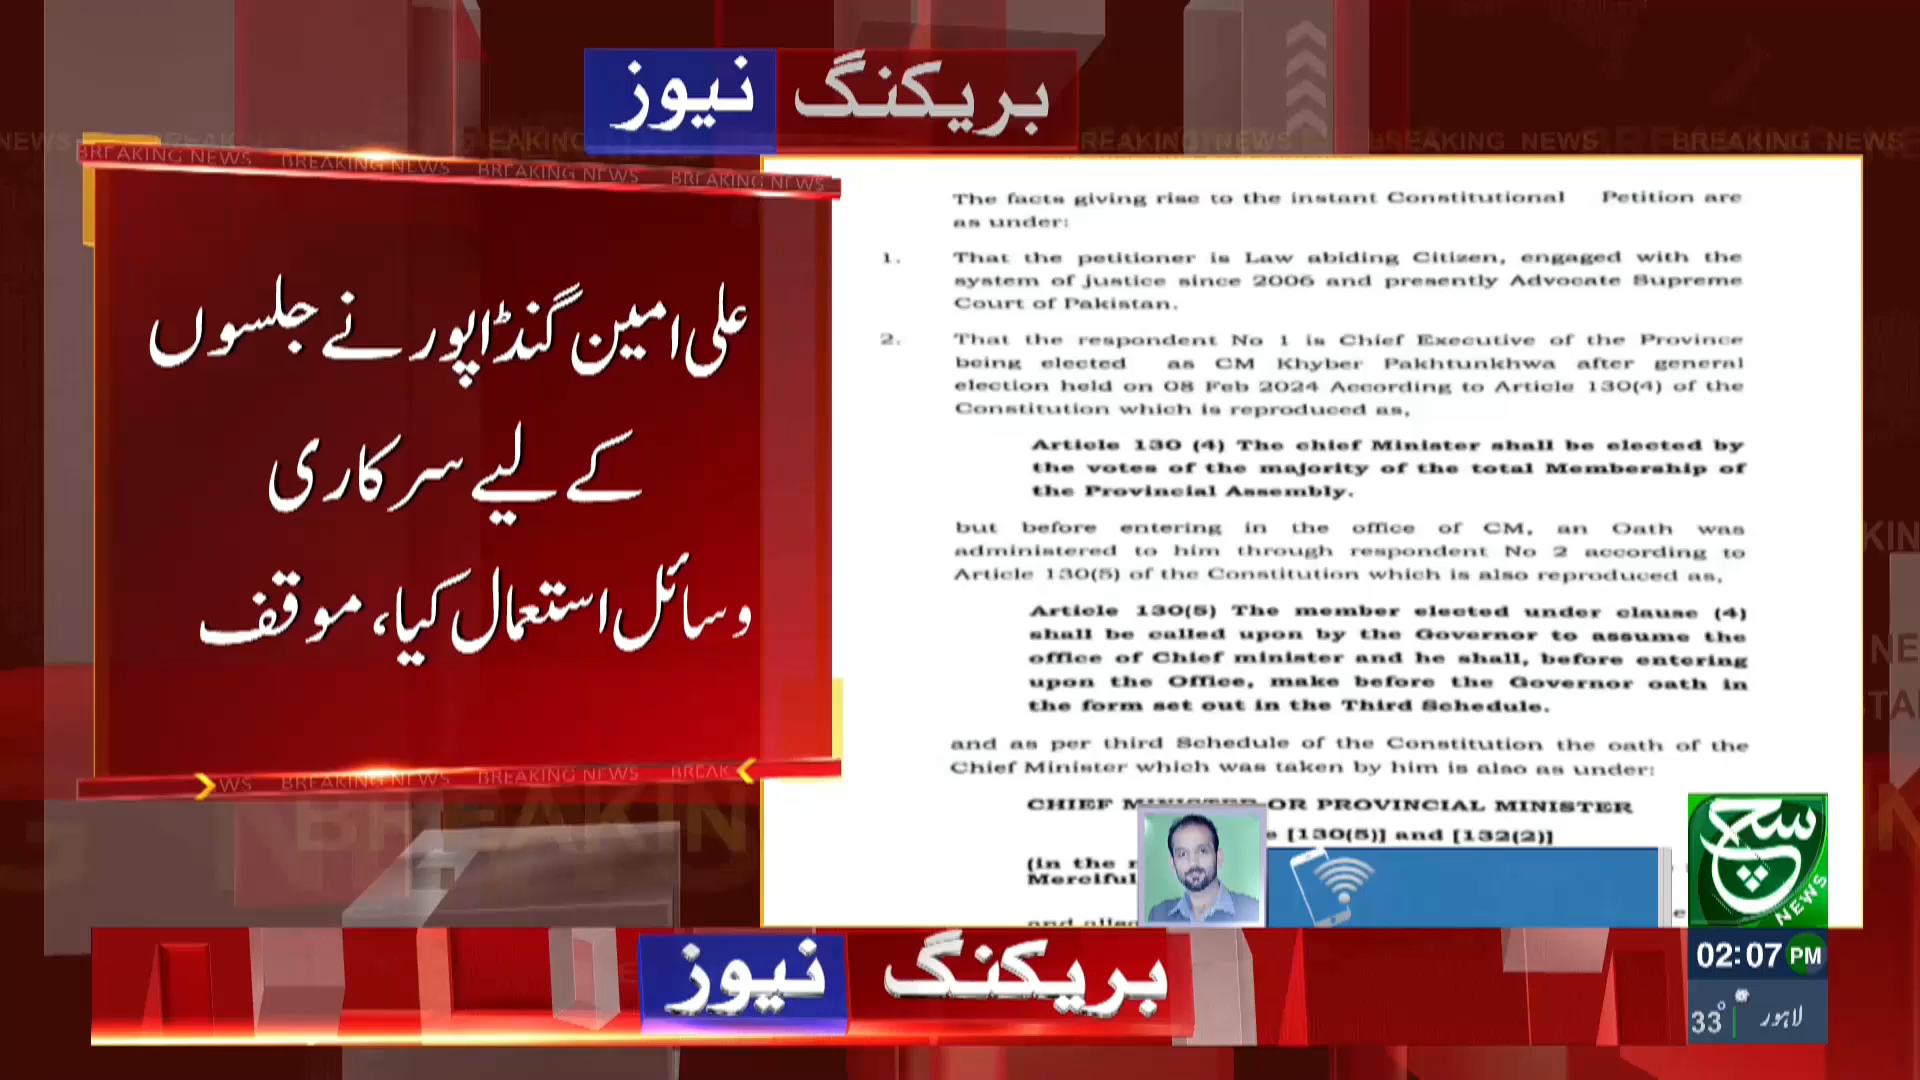 بریکنگ نیوز
BREAKING NEWS BREAKING NEWS BREAKING NEWS BREAKING NEWS
علی امین گنڈاپور نے جلسوں
کے لیے سرکاری
وسائل استعمال کیا، موقف
The facts giving rise to the instant Constitutional Petition are
as under:
1. That the petitioner is Law abiding Citizen, engaged with the
system of justice since 2006 and presently Advocate Supreme
Court of Pakistan.
2. That the respondent No 1 is Chief Executive of the Province
being elected as CM Khyber Pakhtunkhwa after general
election held on 08 Feb 2024 According to Article 130(4) of the
Constitution which is reproduced as,
Article 130 (4) The chief Minister shall be elected by
the votes of the majority of the total Membership of
the Provincial Assembly.
but before entering in the office of CM, an Oath was
administered to him through respondent No 2 according to
Article 130(5) of the Constitution which is also reproduced as,
Article 130(5) The member elected under clause (4)
shall be called upon by the Governor to assume the
office of Chief minister and he shall, before entering
upon the Office, make before the Governor oath in
the form set out in the Third Schedule.
and as per third Schedule of the Constitution the oath of the
Chief Minister which was taken by him is also as under:
CHIEF MINISTER OR PROVINCIAL MINISTER
[130(5)] and [132(2)]
(in the
Merciful
سچ
NEWS
بریکنگ نیوز
02:07 PM
33° لاہور